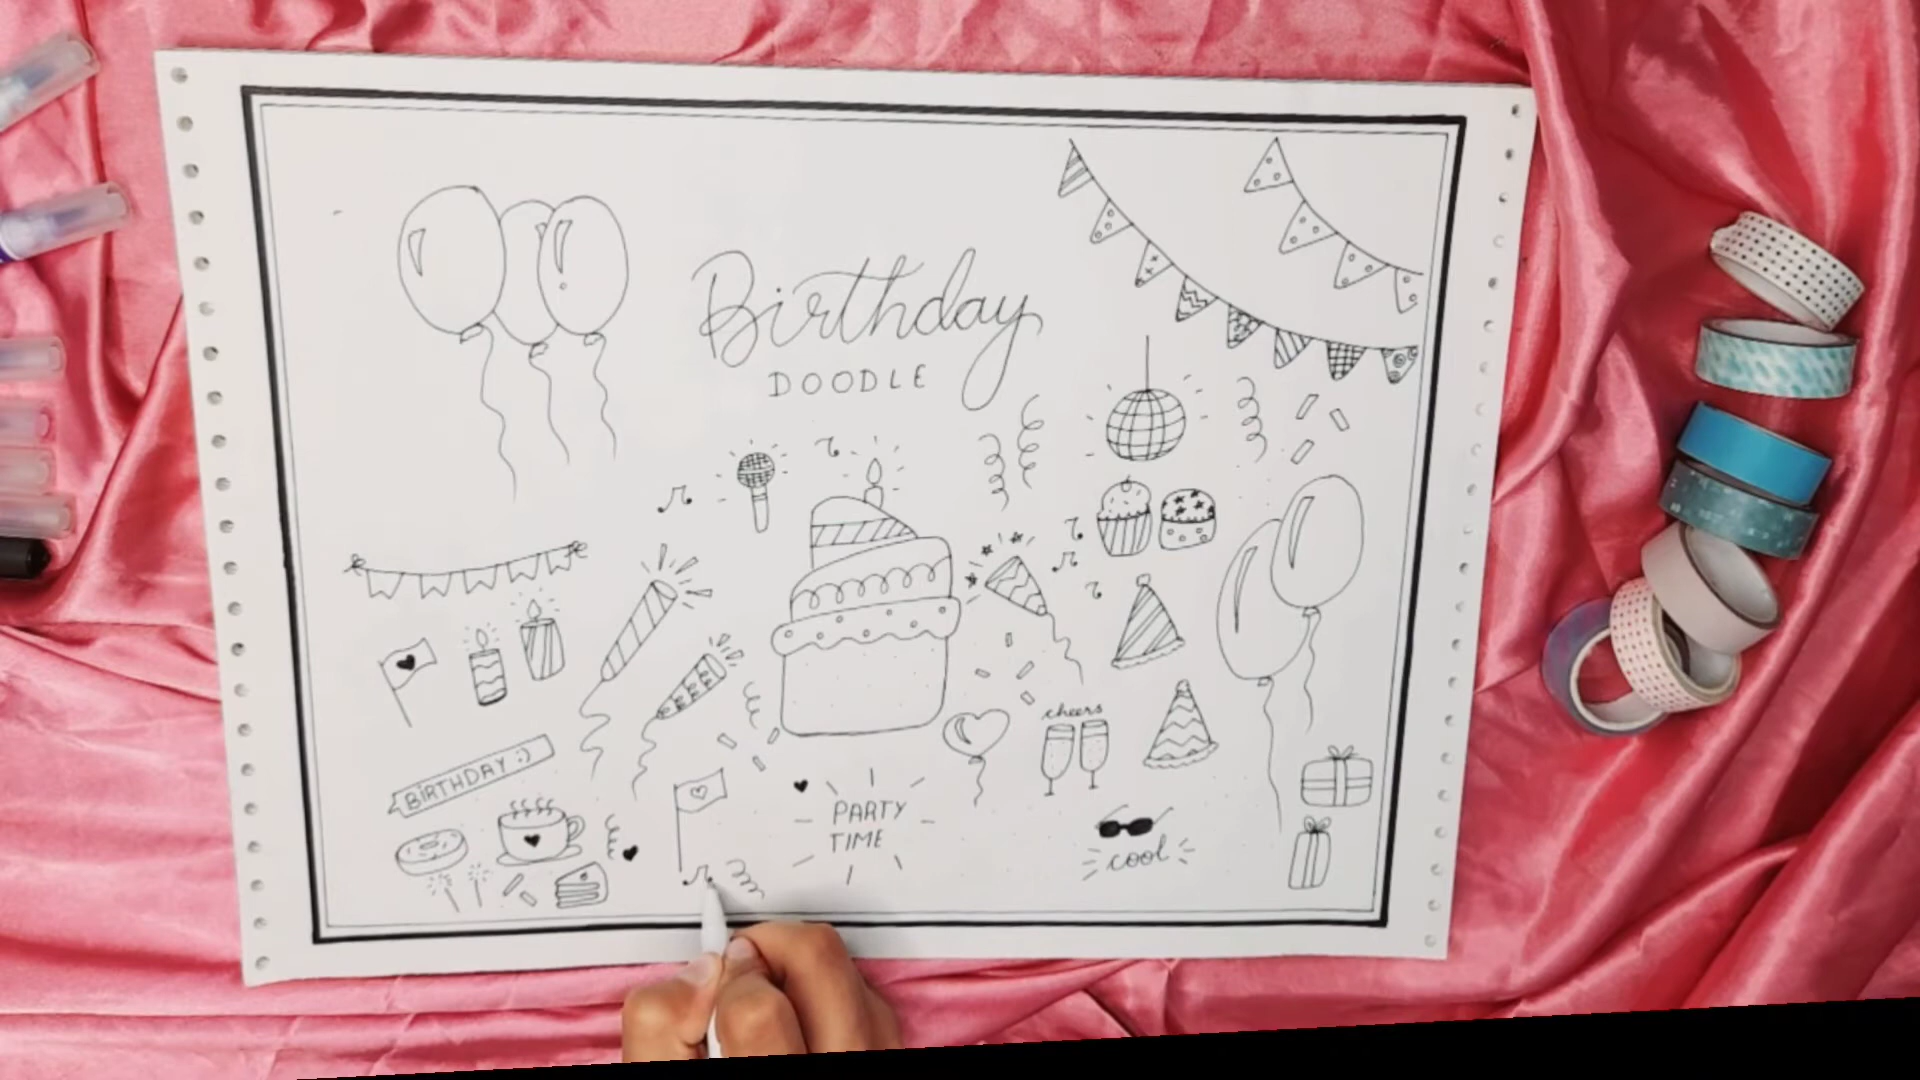 Birthday
DOODLE
cheers
BIRTHDAY :)
PARTY
TIME
cool